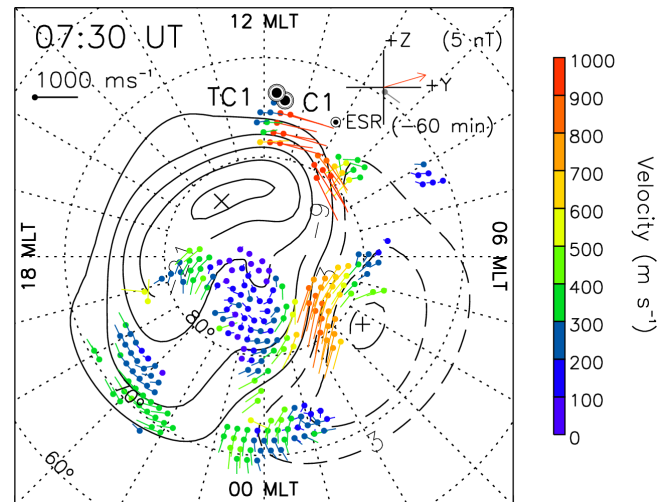 12 MLT
07:30 UT
+Z (5 nT)
1000 ms⁻¹
+Y
TC1 C1
ESR (−60 min)
18 MLT
06 MLT
80°
70°
60°
3
00 MLT
1000
900
800
700
600
500
400
300
200
100
0
Velocity (m s⁻¹)